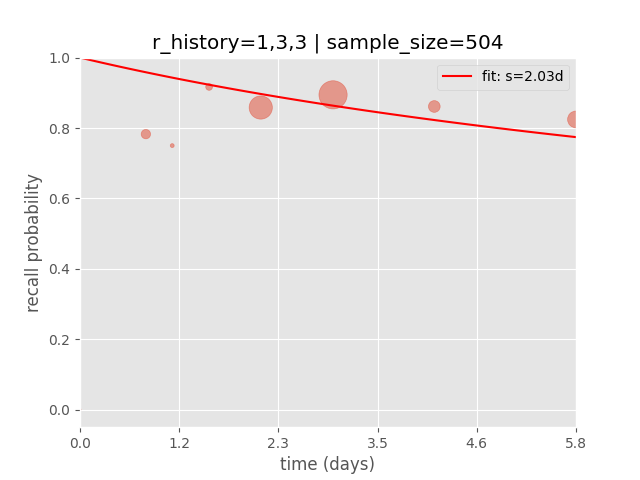 r_history=1,3,3 | sample_size=504
fit: s=2.03d
recall probability
1.0
0.8
0.6
0.4
0.2
0.0
0.0 1.2 2.3 3.5 4.6 5.8
time (days)